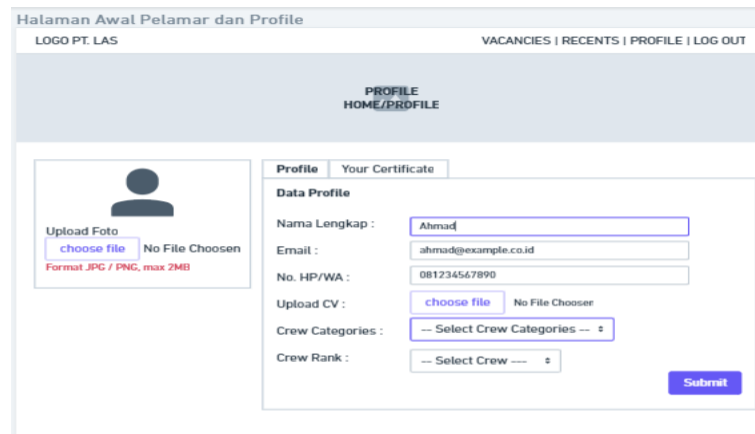 Halaman Awal Pelamar dan Profile
LOGO PT. LAS
VACANCIES | RECENTS | PROFILE | LOG OUT
PROFILE
HOME/PROFILE
Upload Foto
choose file No File Choosen
Format JPG / PNG, max 2MB
Profile Your Certificate
Data Profile
Nama Lengkap : Ahmad
Email : ahmad@example.co.id
No. HP/WA : 081234567890
Upload CV : choose file No File Chooser
Crew Categories : -- Select Crew Categories --
Crew Rank : -- Select Crew ---
Submit